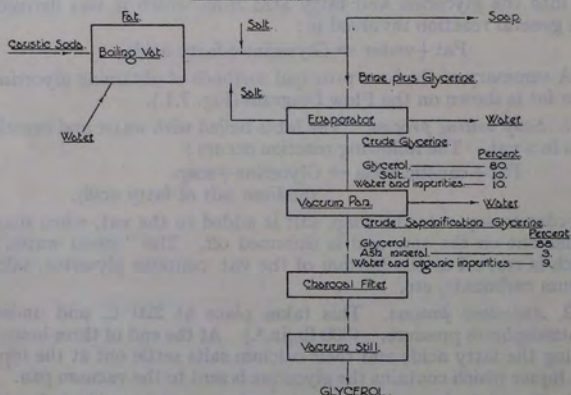 Fat.
Salt.
Soap
Caustic Soda.
Boiling Vat.
Brine plus Glycerine.
Salt.
Water
Evaporator
Water
Crude Glycerine
Percent.
Glycerol, 80.
Salt. 10.
Water and impurities. 10.
Vacuum Pan.
Water
Crude Saponification Glycerine
Percent
Glycerol. 88.
Ash mineral. 3.
Water and organic impurities. 9.
Charcoal Filter
Vacuum Still.
GLYCEROL.